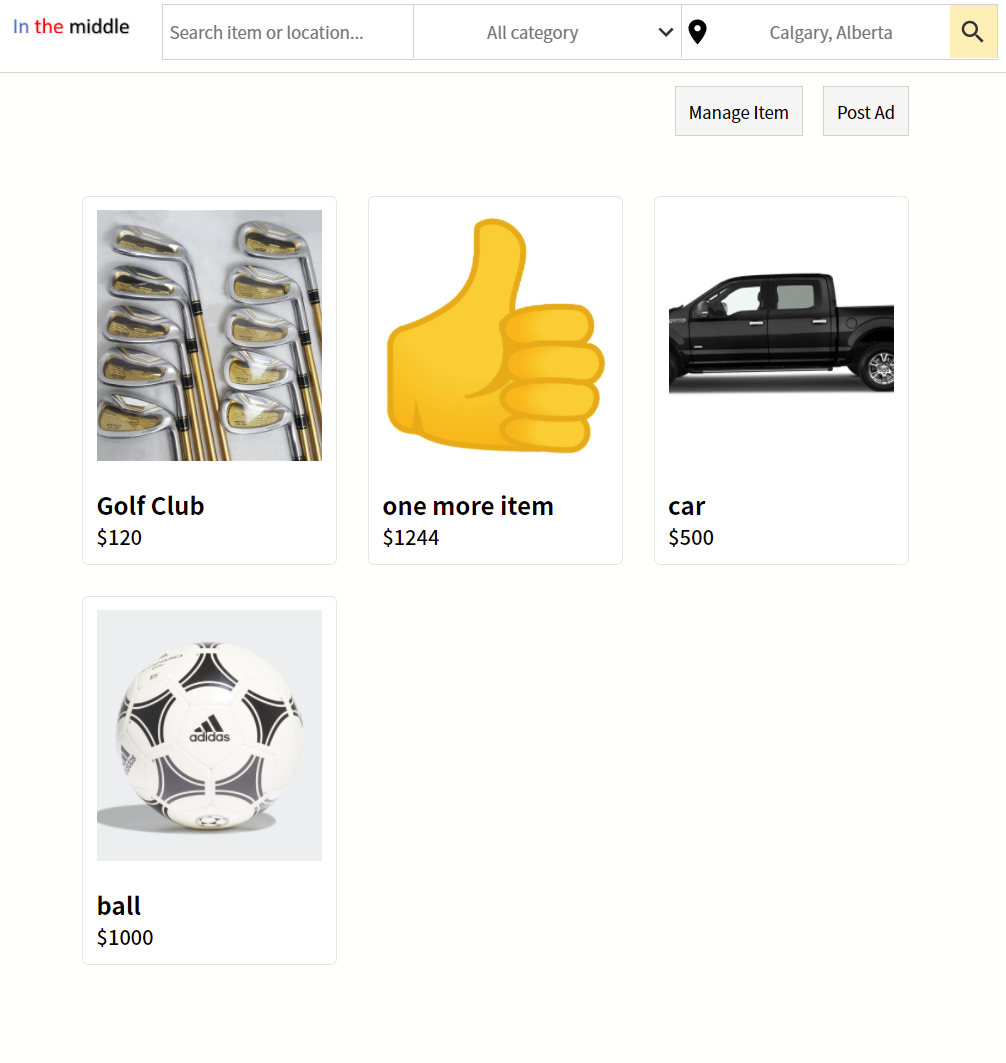 In the middle
Search item or location...
All category
Calgary, Alberta
Manage Item
Post Ad
Golf Club
$120
one more item
$1244
car
$500
adidas
ball
$1000